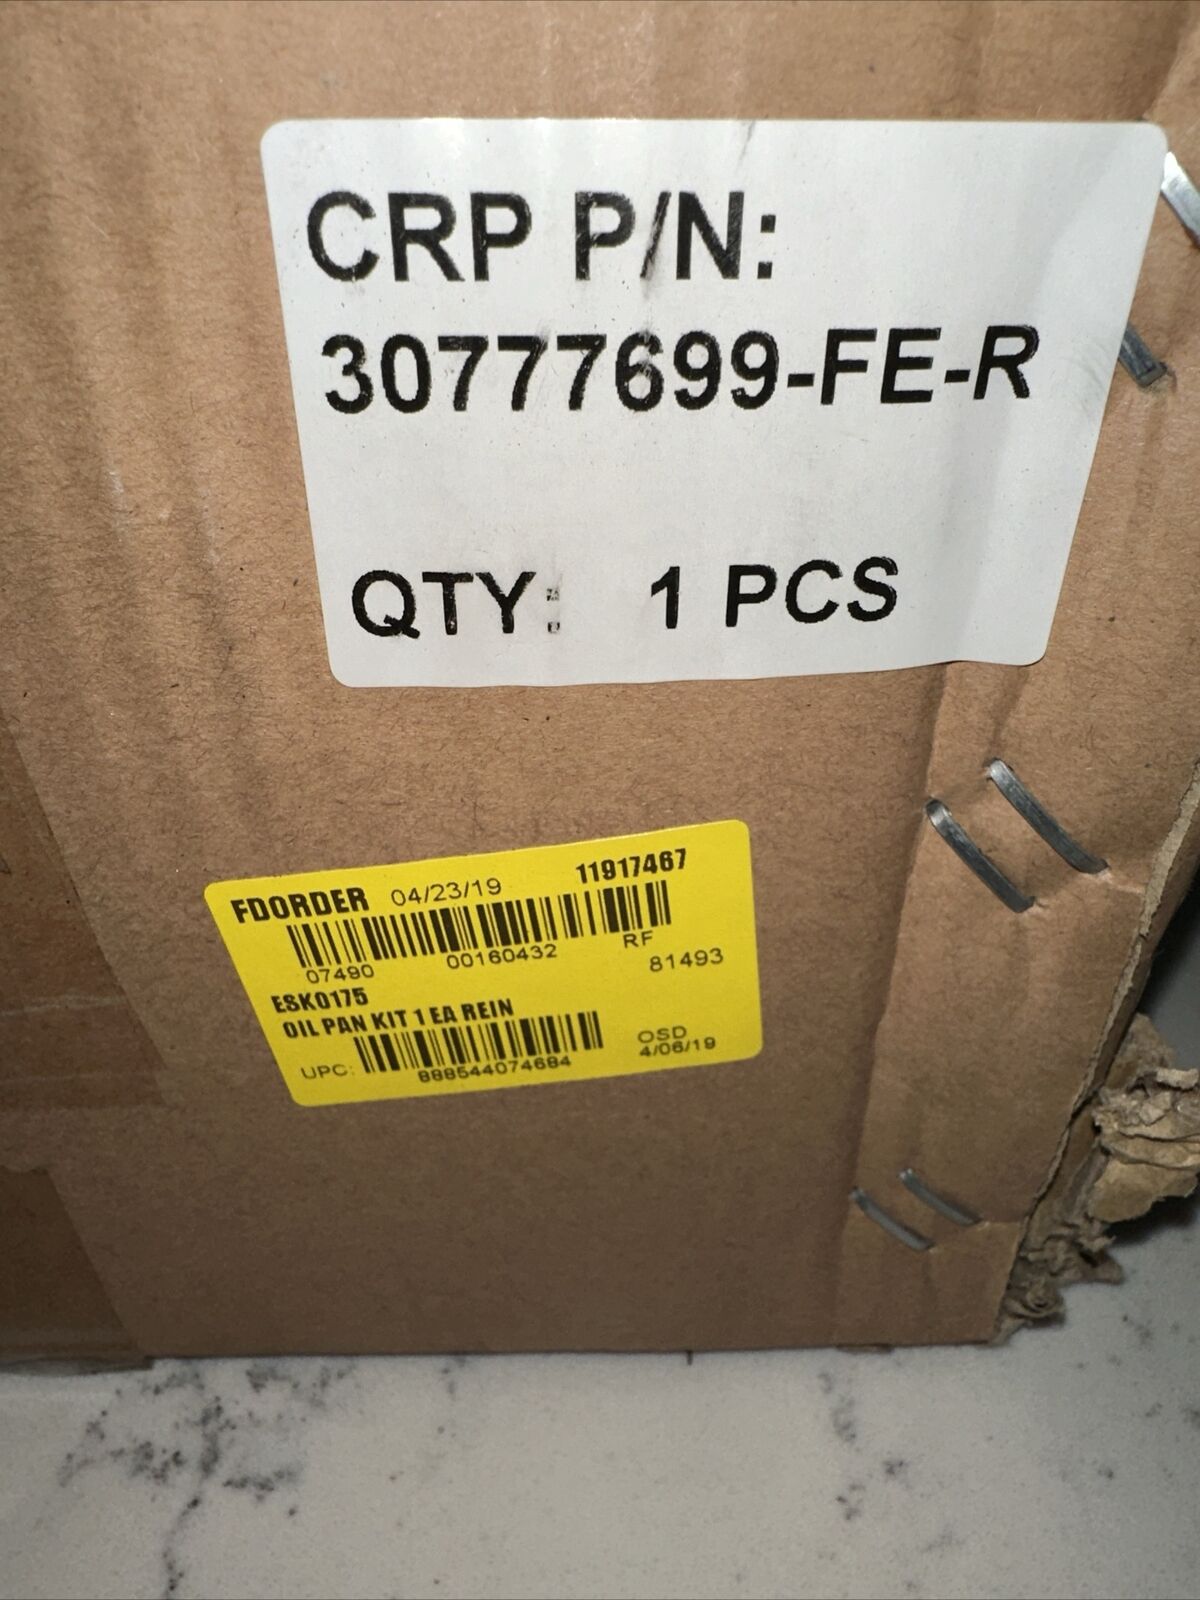 CRP P/N:
30777699-FE-R
QTY: 1 PCS
FDORDER 04/23/19 11917467
07490 00160432 RF
81493
ESK0175
OIL PAN KIT 1 EA REIN
UPC: 888544074684
OSD
4/06/19